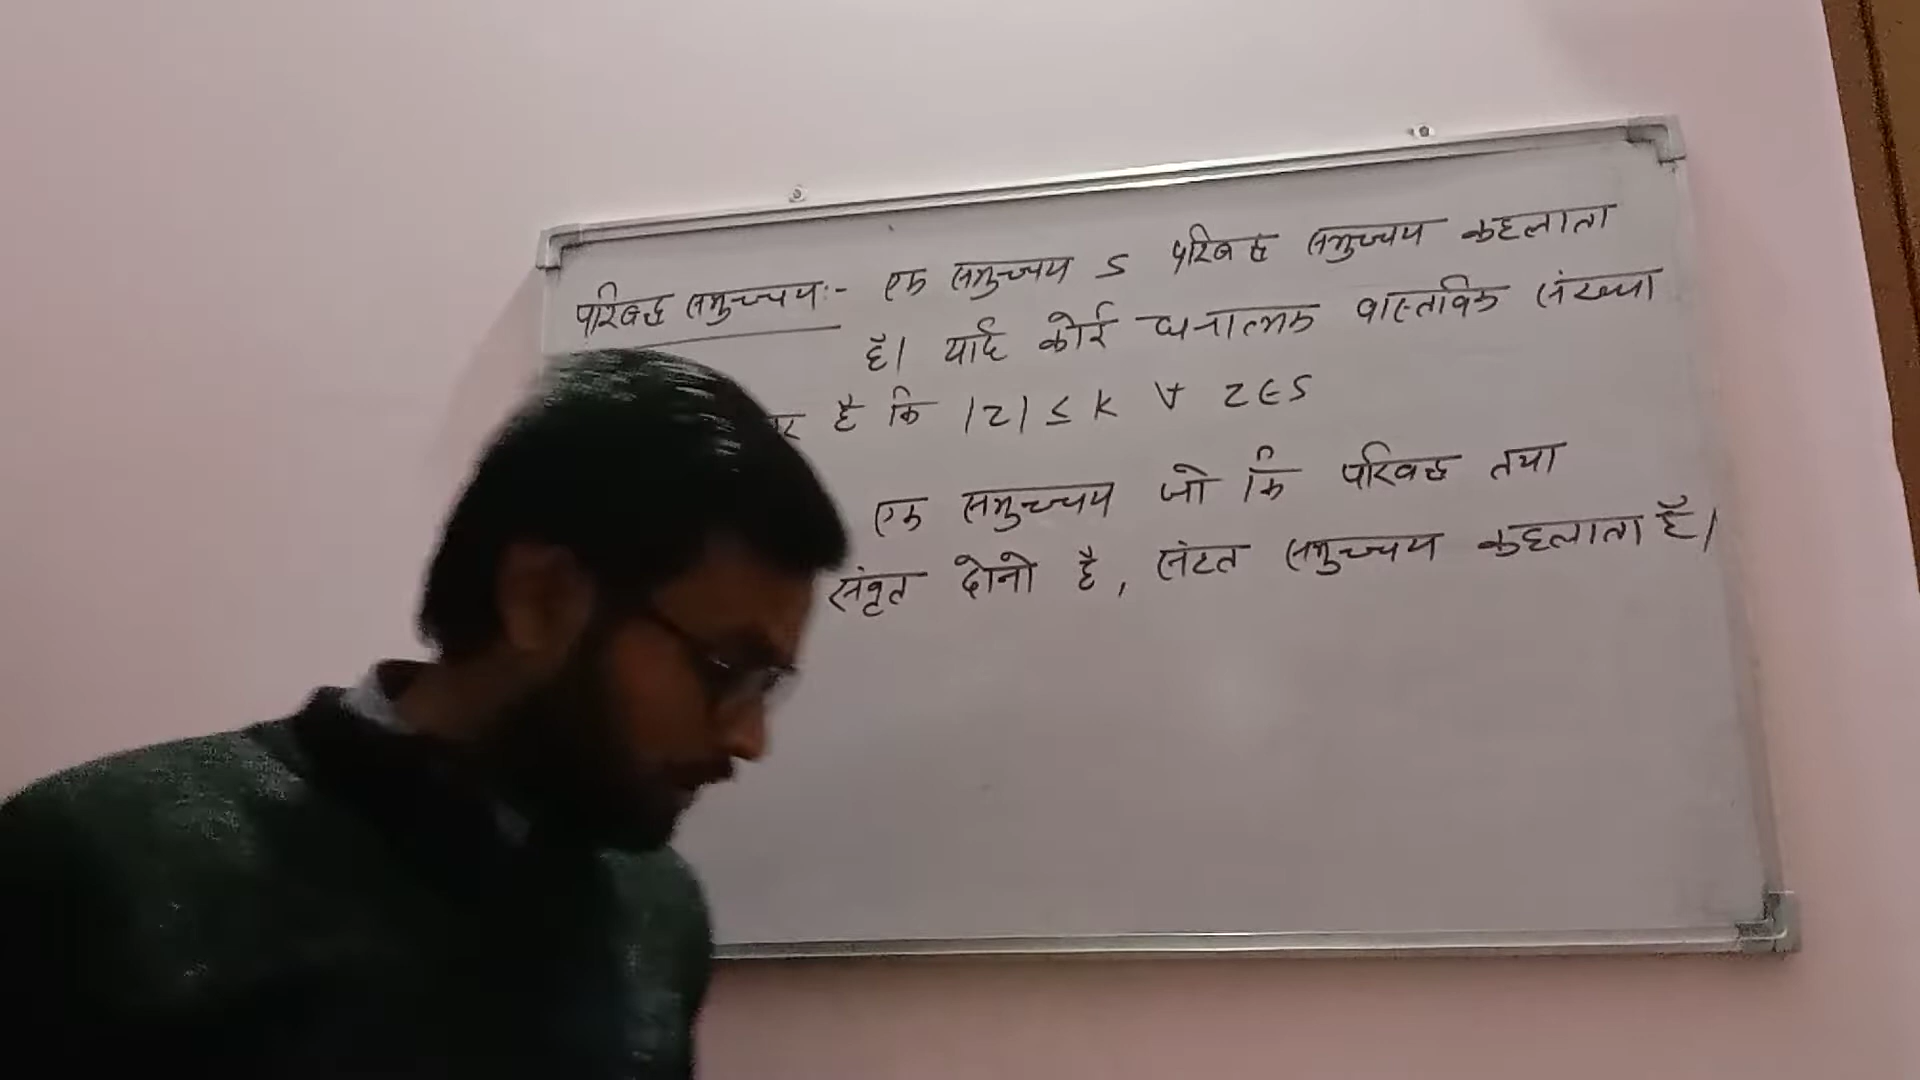 परिबद्ध समुच्चय:- एक समुच्चय S परिबद्ध समुच्चय कहलाता
है। यदि कोई धनात्मक वास्तविक संख्या
है कि |z| ≤ k ∀ z∈S
एक समुच्चय जो कि परिबद्ध तथा
संवृत दोनो है, संहत समुच्चय कहलाता है।